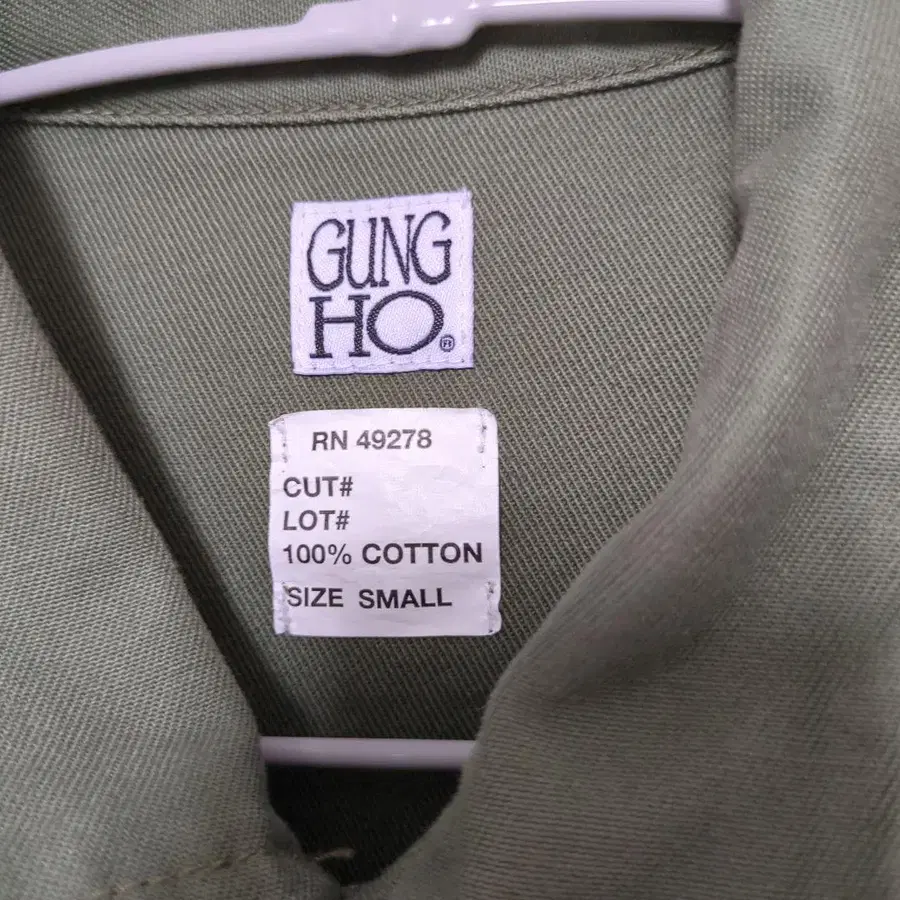 GUNG
HO®
RN 49278
CUT#
LOT#
100% COTTON
SIZE SMALL